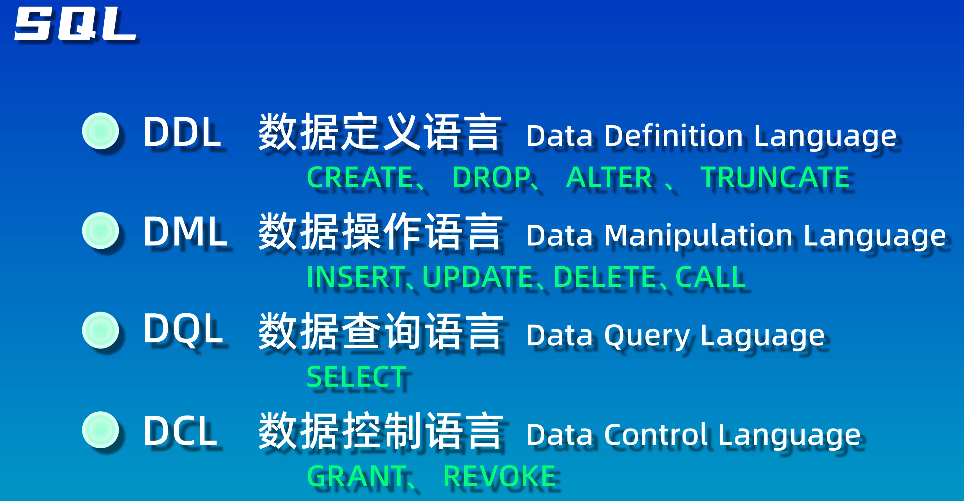 SQL
DDL 数据定义语言 Data Definition Language
CREATE、 DROP、 ALTER 、 TRUNCATE
DML 数据操作语言 Data Manipulation Language
INSERT、UPDATE、DELETE、CALL
DQL 数据查询语言 Data Query Laguage
SELECT
DCL 数据控制语言 Data Control Language
GRANT、 REVOKE